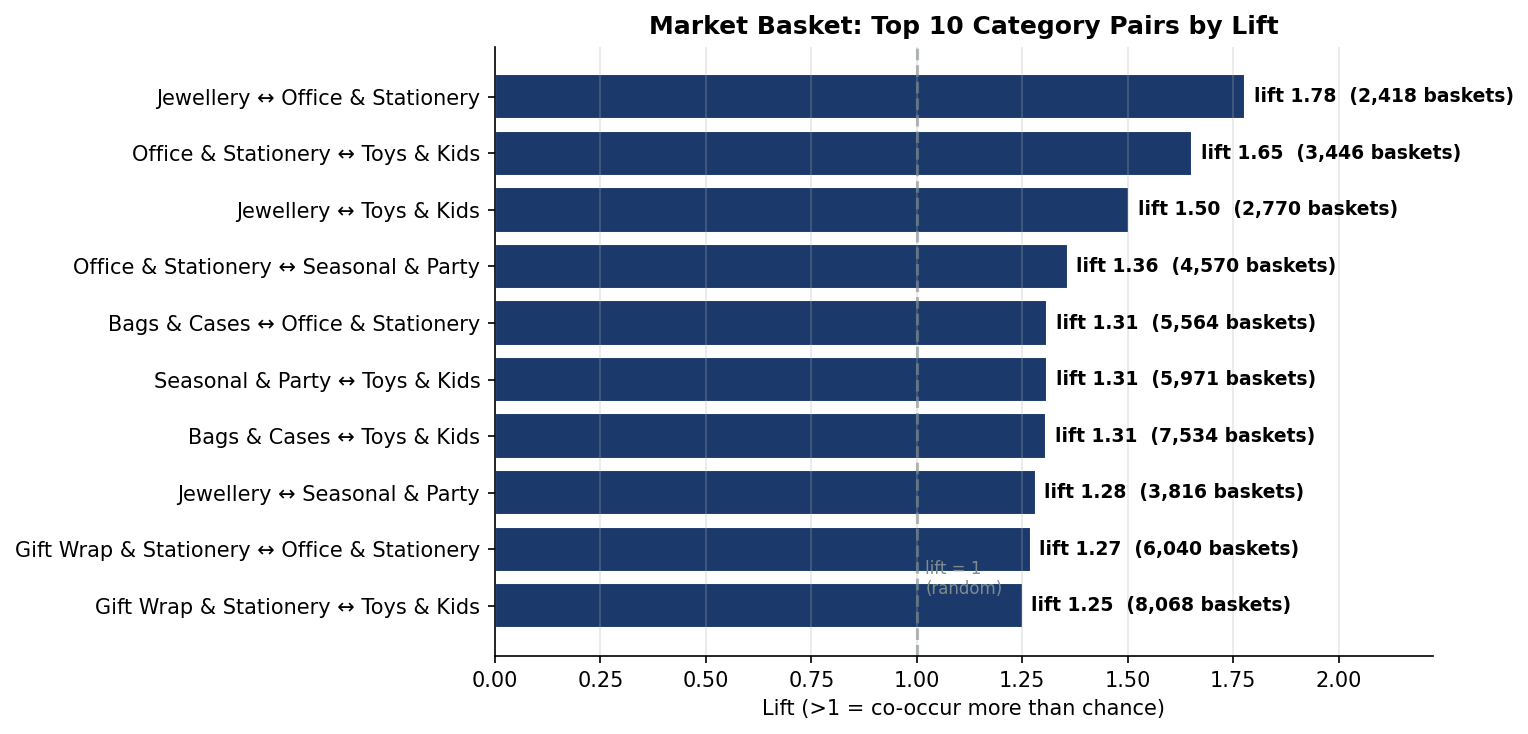 Market Basket: Top 10 Category Pairs by Lift
Jewellery ↔ Office & Stationery
lift 1.78 (2,418 baskets)
Office & Stationery ↔ Toys & Kids
lift 1.65 (3,446 baskets)
Jewellery ↔ Toys & Kids
lift 1.50 (2,770 baskets)
Office & Stationery ↔ Seasonal & Party
lift 1.36 (4,570 baskets)
Bags & Cases ↔ Office & Stationery
lift 1.31 (5,564 baskets)
Seasonal & Party ↔ Toys & Kids
lift 1.31 (5,971 baskets)
Bags & Cases ↔ Toys & Kids
lift 1.31 (7,534 baskets)
Jewellery ↔ Seasonal & Party
lift 1.28 (3,816 baskets)
Gift Wrap & Stationery ↔ Office & Stationery
lift 1.27 (6,040 baskets)
lift = 1
(random)
Gift Wrap & Stationery ↔ Toys & Kids
lift 1.25 (8,068 baskets)
0.00 0.25 0.50 0.75 1.00 1.25 1.50 1.75 2.00
Lift (>1 = co-occur more than chance)